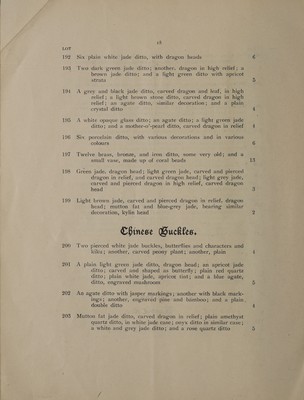 18
LOT
192 Six plain white jade ditto, with dragon heads 6
193 Two dark green jade ditto; another, dragon in high relief; a
brown jade ditto; and a light green ditto with apricot
struts 5
194 A grey and black jade ditto, carved dragon and leaf, in high
relief; a light brown stone ditto, carved dragon in high
relief; an agate ditto, similar decoration; and a plain
crystal ditto 4
195 A white opaque glass ditto; an agate ditto; a light green jade
ditto; and a mother-o'-pearl ditto, carved dragon in relief 4
196 Six porcelain ditto, with various decorations and in various
colours 6
197 Twelve brass, bronze, and iron ditto, some very old; and a
small case, made up of coral beads 13
198 Green jade, dragon head; light green jade, carved and pierced
dragon in relief, and carved dragon head; light grey jade,
carved and pierced dragon in high relief, carved dragon
head 3
199 Light brown jade, carved and pierced dragon in relief, dragon
head; mutton fat and blue-grey jade, bearing similar
decoration, kylin head 2
Chinese Buckles.
200 Two pierced white jade buckles, butterflies and characters and
kiku; another, carved peony plant; another, plain 4
201 A plain light green jade ditto, dragon head; an apricot jade
ditto; carved and shaped as butterfly; plain red quartz
ditto; plain white jade, apricot tint; and a blue agate,
ditto, engraved mushroom 5
202 An agate ditto with jasper markings; another with black mark-
ings; another, engraved pine and bamboo; and a plain
double ditto 4
203 Mutton fat jade ditto, carved dragon in relief; plain amethyst
quartz ditto, in white jade case; onyx ditto in similar case;
a white and grey jade ditto; and a rose quartz ditto 5